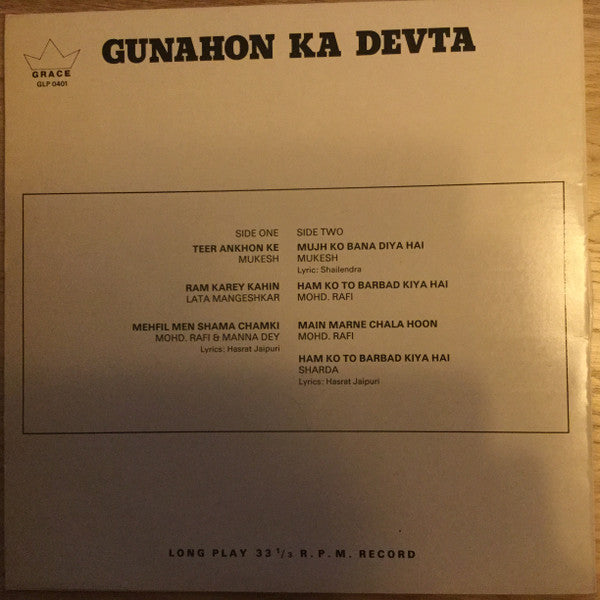 GRACE
GLP 0401
GUNAHON KA DEVTA
SIDE ONE
TEER ANKHON KE
MUKESH
RAM KAREY KAHIN
LATA MANGESHKAR
MEHFIL MEN SHAMA CHAMKI
MOHD. RAFI & MANNA DEY
Lyrics: Hasrat Jaipuri
SIDE TWO
MUJH KO BANA DIYA HAI
MUKESH
Lyric: Shailendra
HAM KO TO BARBAD KIYA HAI
MOHD. RAFI
MAIN MARNE CHALA HOON
MOHD. RAFI
HAM KO TO BARBAD KIYA HAI
SHARDA
Lyrics: Hasrat Jaipuri
LONG PLAY 33 1/3 R.P.M. RECORD